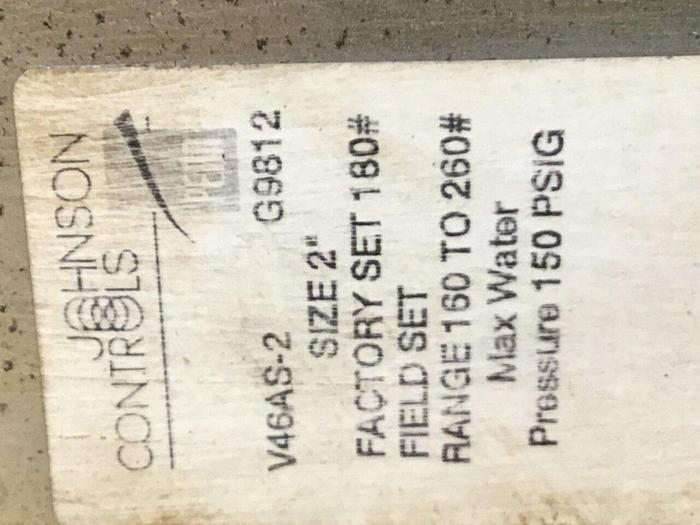 JOHNSON
CONTROLS
PENN
V46AS-2 G9812
SIZE 2"
FACTORY SET 180#
FIELD SET
RANGE 160 TO 260#
Max Water
Pressure 150 PSIG